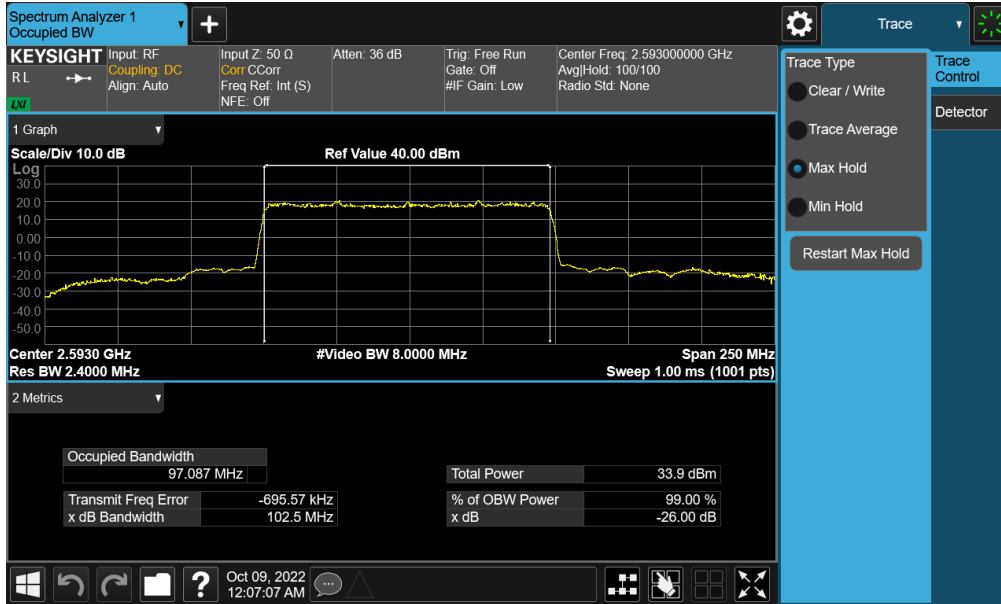 Spectrum Analyzer 1
Occupied BW
+
Trace
KEYSIGHT
R L
LXI
Input: RF
Coupling: DC
Align: Auto
Input Z: 50 Ω
Corr CCorr
Freq Ref: Int (S)
NFE: Off
Atten: 36 dB
Trig: Free Run
Gate: Off
#IF Gain: Low
Center Freq: 2.593000000 GHz
Avg|Hold: 100/100
Radio Std: None
Trace Type
Clear / Write
Trace Average
Max Hold
Min Hold
Restart Max Hold
Trace
Control
Detector
1 Graph
Scale/Div 10.0 dB
Ref Value 40.00 dBm
Log
30.0
20.0
10.0
0.00
-10.0
-20.0
-30.0
-40.0
-50.0
Center 2.5930 GHz
#Video BW 8.0000 MHz
Span 250 MHz
Res BW 2.4000 MHz
Sweep 1.00 ms (1001 pts)
2 Metrics
Occupied Bandwidth
97.087 MHz
Total Power 33.9 dBm
Transmit Freq Error -695.57 kHz
% of OBW Power 99.00 %
x dB Bandwidth 102.5 MHz
x dB -26.00 dB
?
Oct 09, 2022
12:07:07 AM